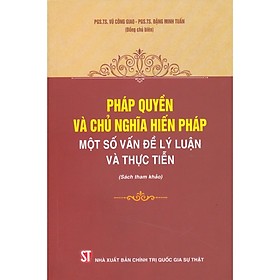 PGS.TS. VŨ CÔNG GIAO - PGS.TS. ĐẶNG MINH TUẤN
(Đồng chủ biên)
PHÁP QUYỀN
VÀ CHỦ NGHĨA HIẾN PHÁP
MỘT SỐ VẤN ĐỀ LÝ LUẬN
VÀ THỰC TIỄN
(Sách tham khảo)
ST
NHÀ XUẤT BẢN CHÍNH TRỊ QUỐC GIA SỰ THẬT